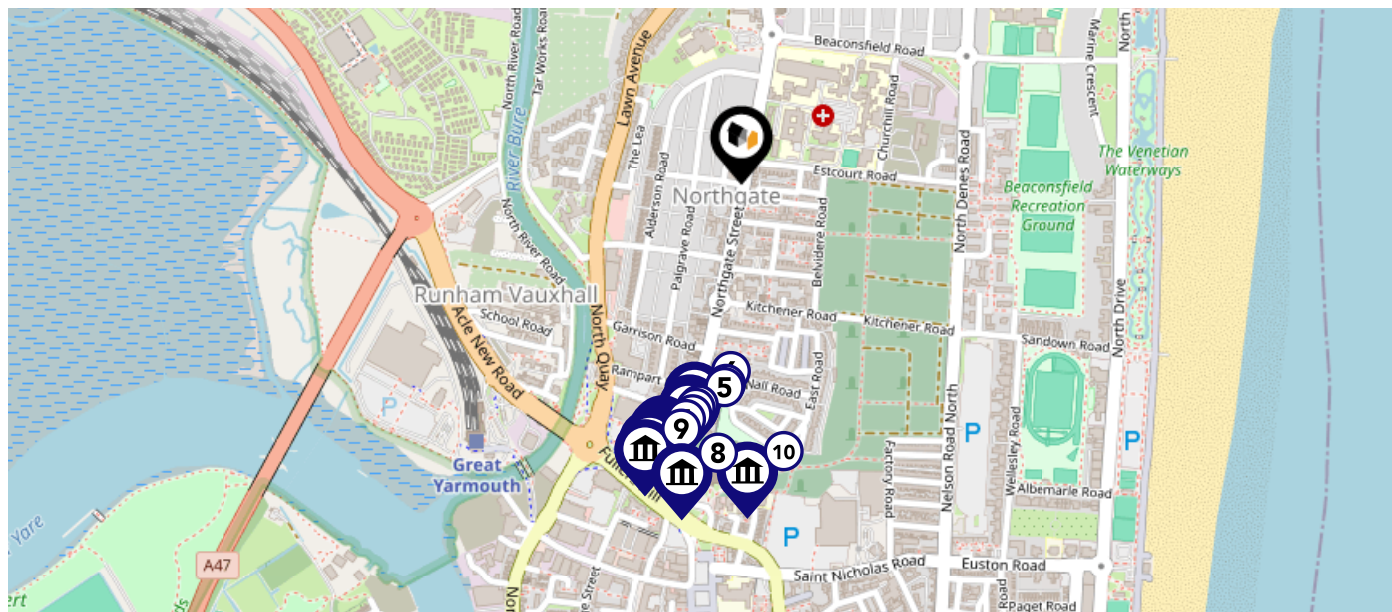 North River Road
Tar Works Road
Lawn Avenue
Beaconsfield Road
North
Marine Crescent
River Bure
The Lea
Churchill Road
North Denes Road
The Venetian
Waterways
Estcourt Road
Alderson Road
Northgate
Beaconsfield
Recreation
Ground
North River Road
Palgrave Road
Northgate Street
Belvidere Road
Runham Vauxhall
School Road
Acle New Road
North Quay
Garrison Road
Kitchener Road
Kitchener Road
Sandown Road
North Drive
Rampart
5
Nall Road
East Road
P
9
8
10
Great
Yarmouth
Factory Road
Nelson Road North
P
Wellesley Road
P
Albemarle Road
Yare
P
A47
Saint Nicholas Road
Euston Road
Paget Road